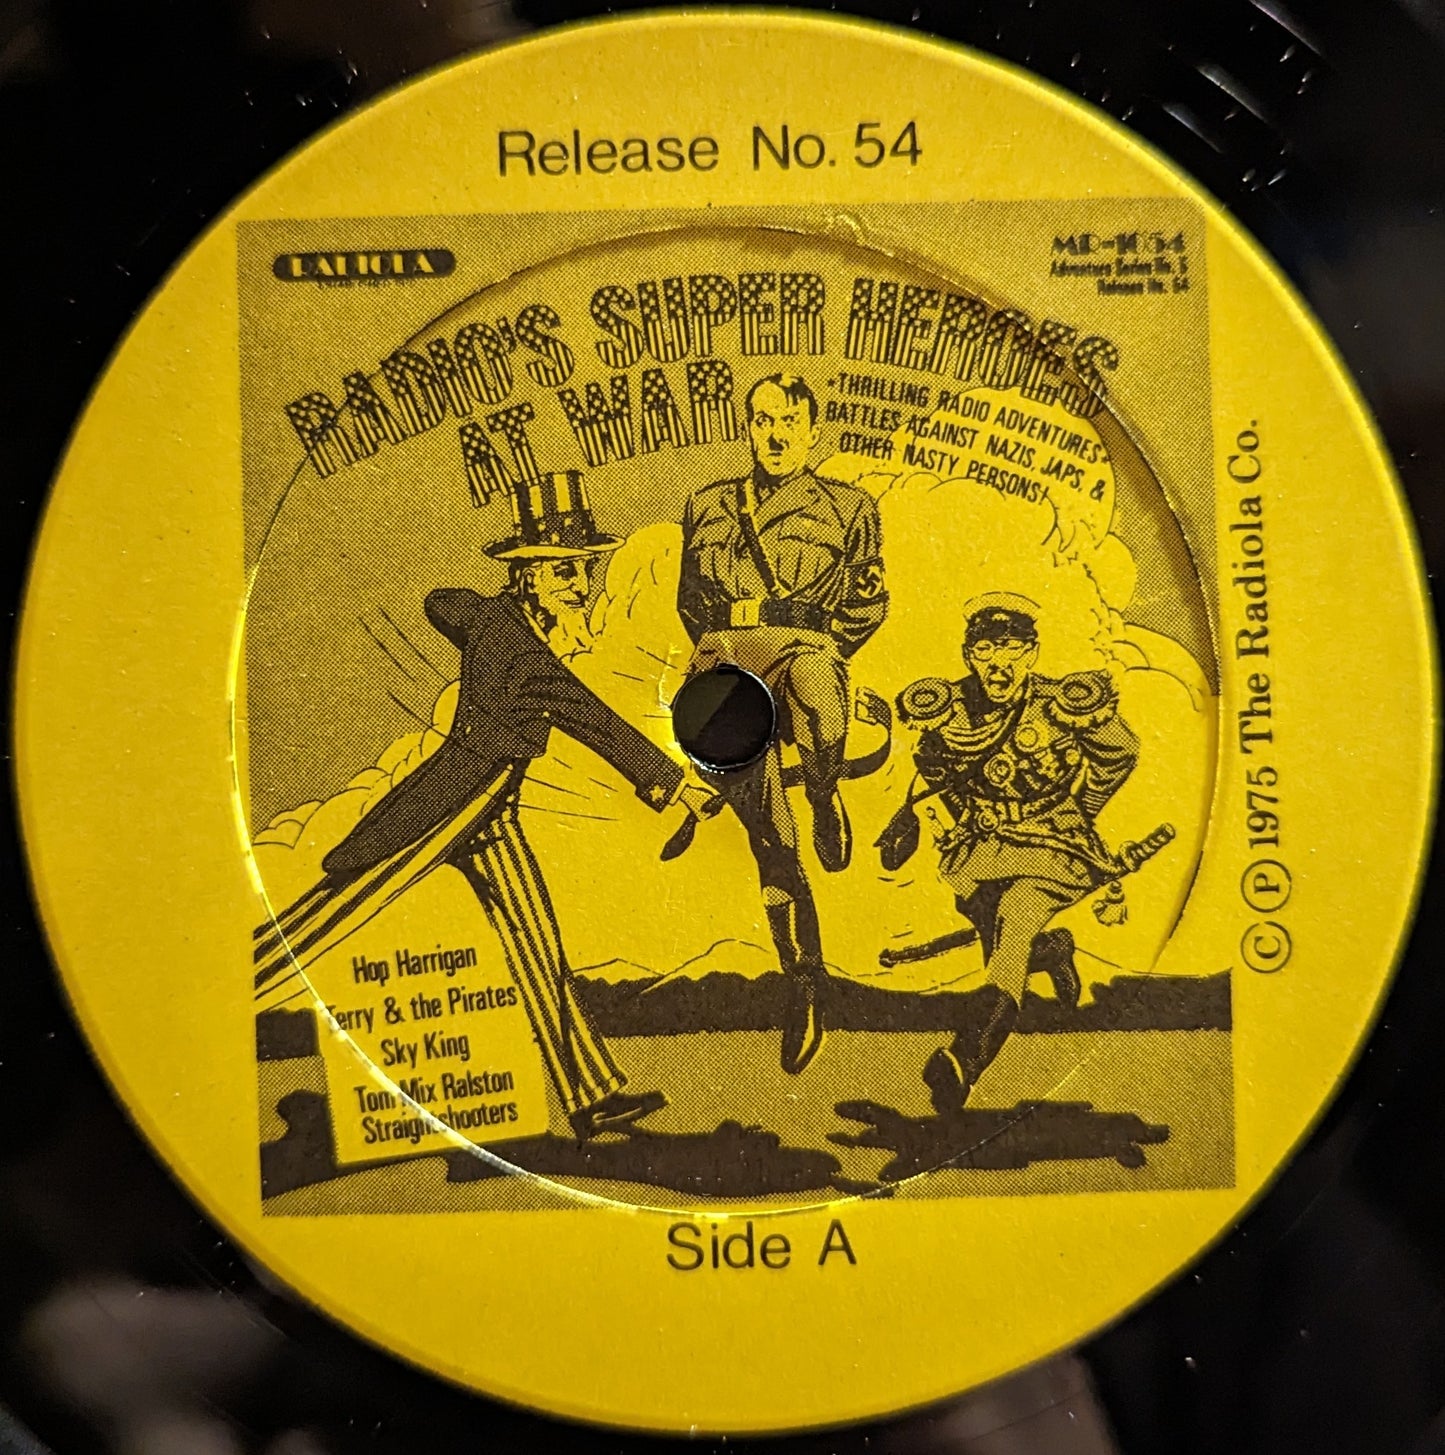 Release No. 54
RADIOLA
MR-1054
Adventure Series No. 5
Release No. 54
RADIO'S SUPER HEROES
AT WAR
*THRILLING RADIO ADVENTURES*
BATTLES AGAINST NAZIS, JAPS, &
OTHER NASTY PERSONS!
Hop Harrigan
Terry & the Pirates
Sky King
Tom Mix Ralston
Straightshooters
Ⓒ Ⓟ 1975 The Radiola Co.
Side A